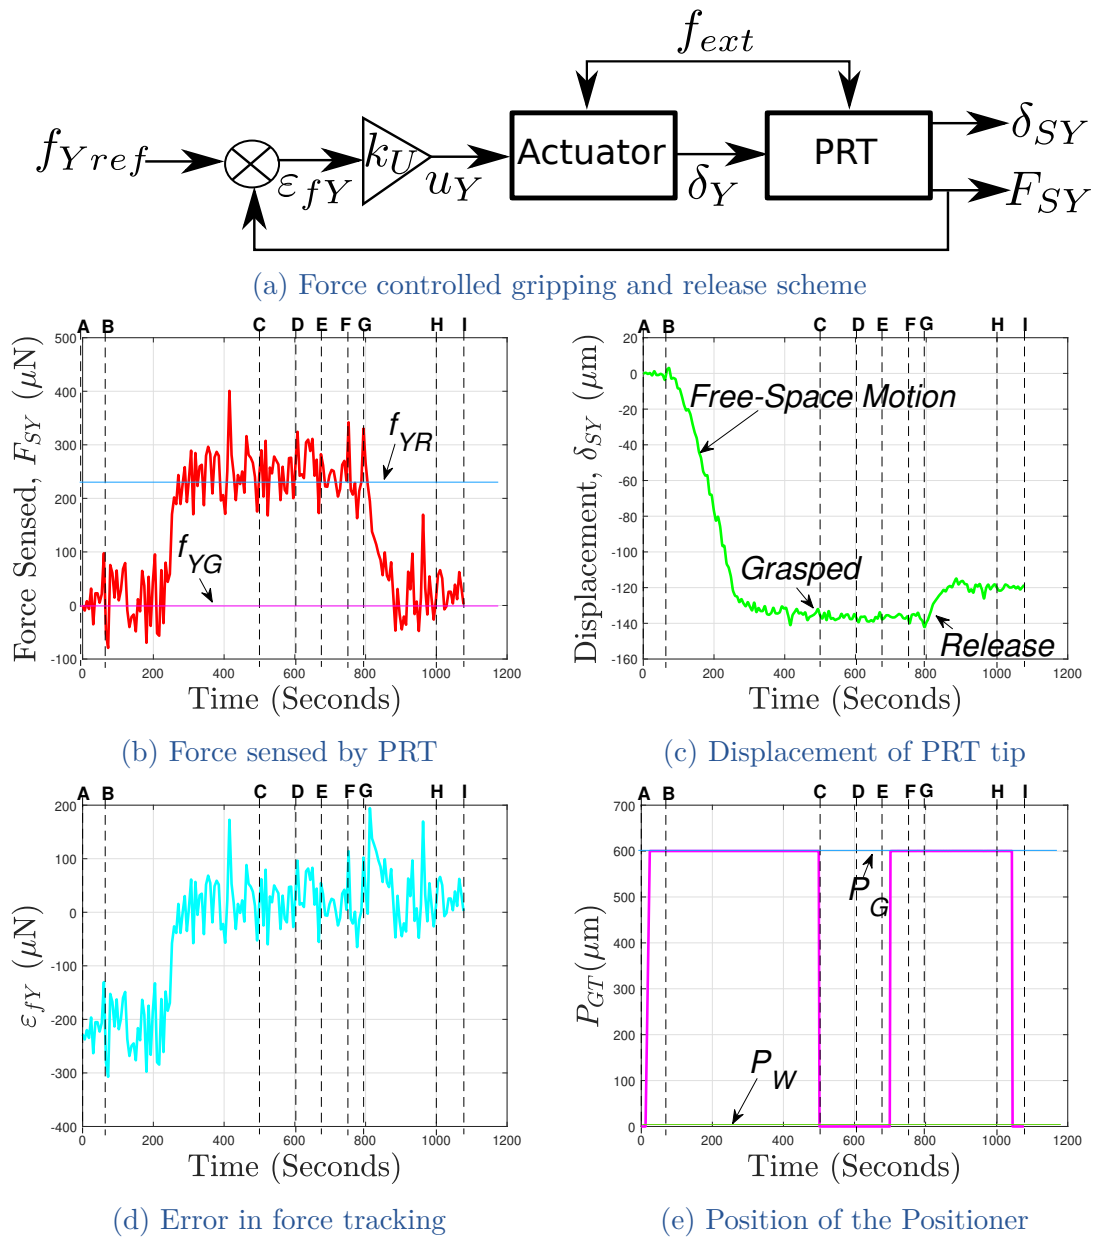 f_ext
f_Yref
ε_fY
k_U
u_Y
Actuator
δ_Y
PRT
δ_SY
F_SY
(a) Force controlled gripping and release scheme
A B C D E F G H I
500
400
300
200
100
0
-100
Force Sensed, F_SY (μN)
f_YR
f_YG
0 200 400 600 800 1000 1200
Time (Seconds)
(b) Force sensed by PRT
A B C D E F G H I
20
0
-20
-40
-60
-80
-100
-120
-140
-160
Displacement, δ_SY (μm)
Free-Space Motion
Grasped
Release
0 200 400 600 800 1000 1200
Time (Seconds)
(c) Displacement of PRT tip
A B C D E F G H I
200
100
0
-100
-200
-300
-400
ε_fY (μN)
0 200 400 600 800 1000 1200
Time (Seconds)
(d) Error in force tracking
A B C D E F G H I
700
600
500
400
300
200
100
0
P_GT (μm)
P_G
P_W
0 200 400 600 800 1000 1200
Time (Seconds)
(e) Position of the Positioner